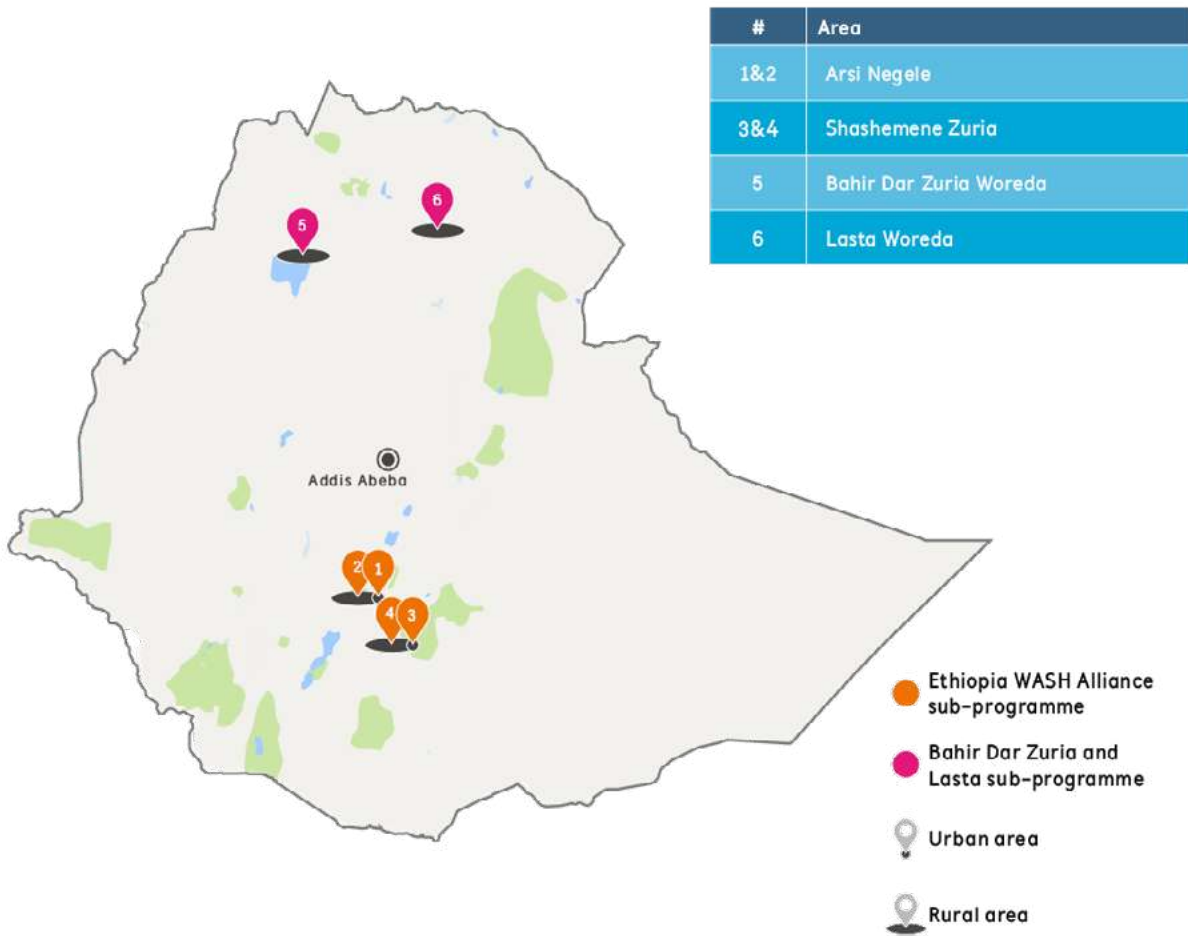 # Area
1&2 Arsi Negele
3&4 Shashemene Zuria
5 Bahir Dar Zuria Woreda
6 Lasta Woreda
6
5
Addis Abeba
2 1
4 3
Ethiopia WASH Alliance
sub-programme
Bahir Dar Zuria and
Lasta sub-programme
Urban area
Rural area